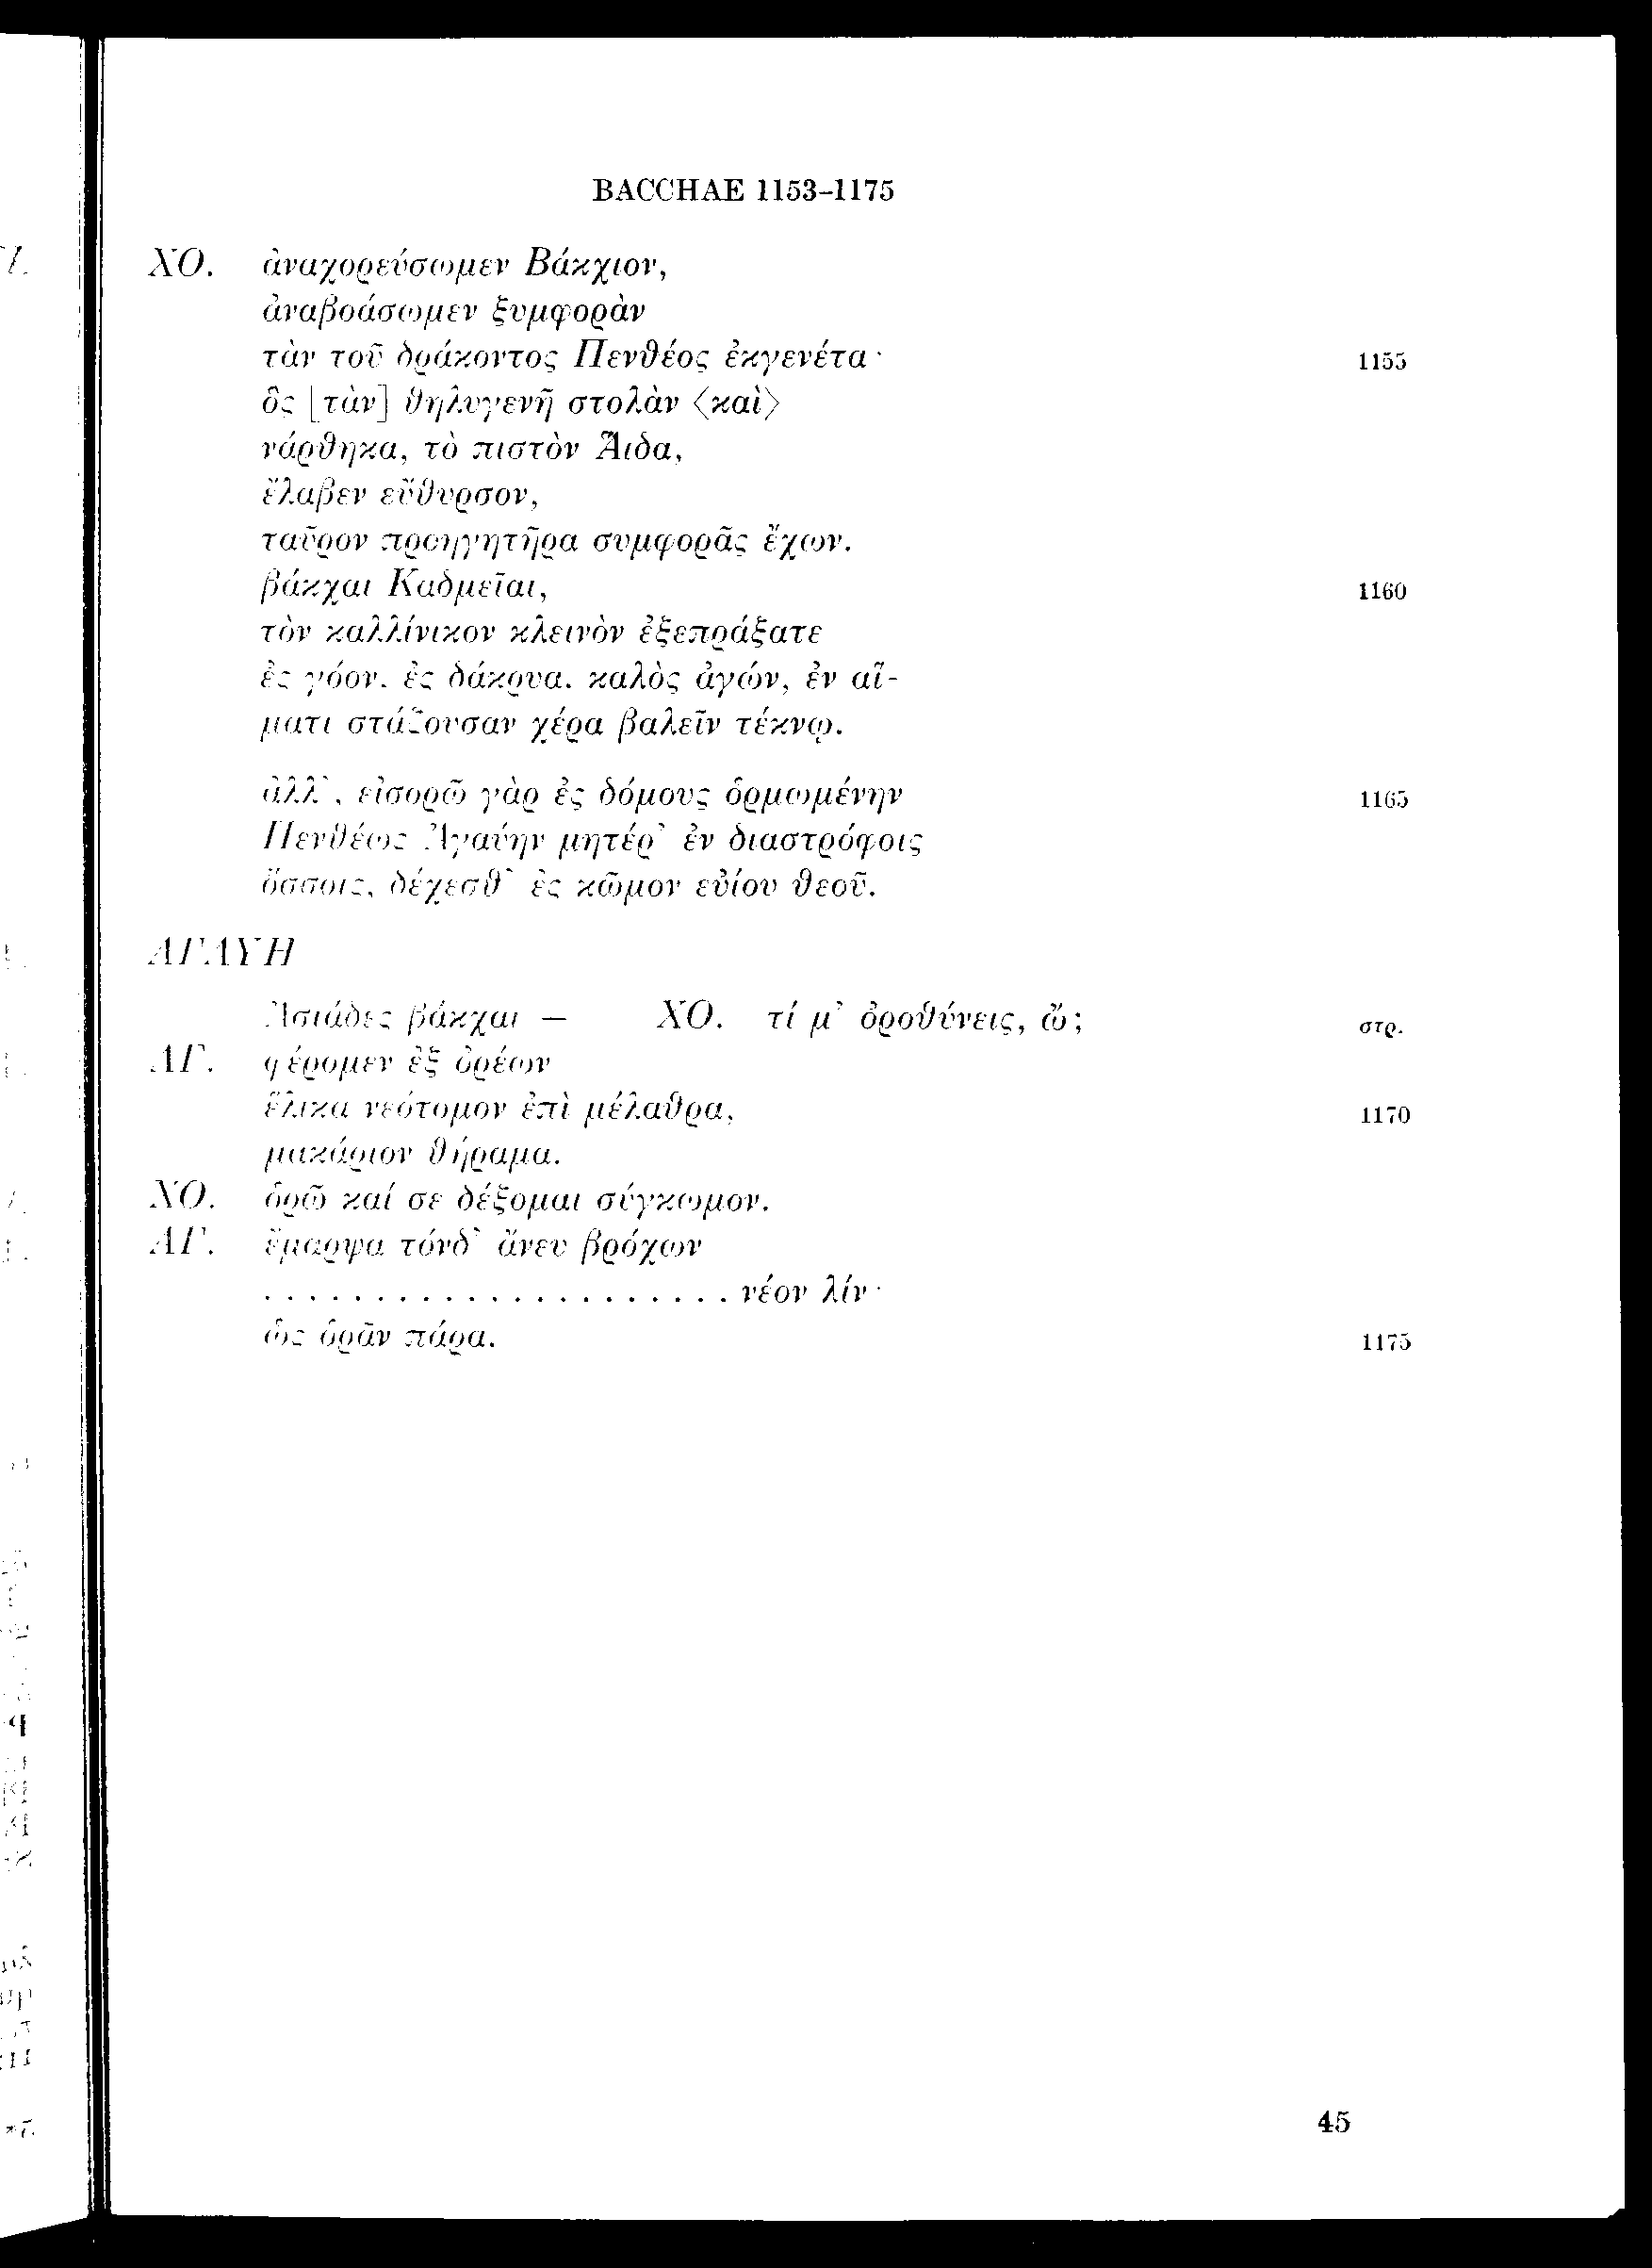 BACCHAE 1153-1175
ΧΟ. ἀναχορεύσωμεν Βάκχιον,
ἀναβοάσωμεν ξυμφορὰν
τὰν τοῦ δράκοντος Πενθέος ἐκγενέτα· 1155
ὃς [τὰν] θηλυγενῆ στολὰν ⟨καὶ⟩
νάρθηκα, τὸ πιστὸν Ἅιδα,
ἔλαβεν εὔθυρσον,
ταῦρον προηγητῆρα συμφορᾶς ἔχων.
βάκχαι Καδμεῖαι, 1160
τὸν καλλίνικον κλεινὸν ἐξεπράξατε
ἐς γόον, ἐς δάκρυα. καλὸς ἀγών, ἐν αἵ-
ματι στάζουσαν χέρα βαλεῖν τέκνῳ.
ἀλλ', εἰσορῶ γὰρ ἐς δόμους ὁρμωμένην 1165
Πενθέως Ἀγαύην μητέρ' ἐν διαστρόφοις
ὄσσοις, δέχεσθ' ἐς κῶμον εὐίου θεοῦ.
ΑΓΑΥΗ
Ἀσιάδες βάκχαι — ΧΟ. τί μ' ὀροθύνεις, ὤ; στρ.
ΑΓ. φέρομεν ἐξ ὀρέων
ἕλικα νεότομον ἐπὶ μέλαθρα, 1170
μακάριον θήραμα.
ΧΟ. ὁρῶ καί σε δέξομαι σύγκωμον.
ΑΓ. ἔμαρψα τόνδ' ἄνευ βρόχων
. . . . . . . . . . . . . . . . . . . . . νέον λίν·
ὡς ὁρᾶν πάρα. 1175
45